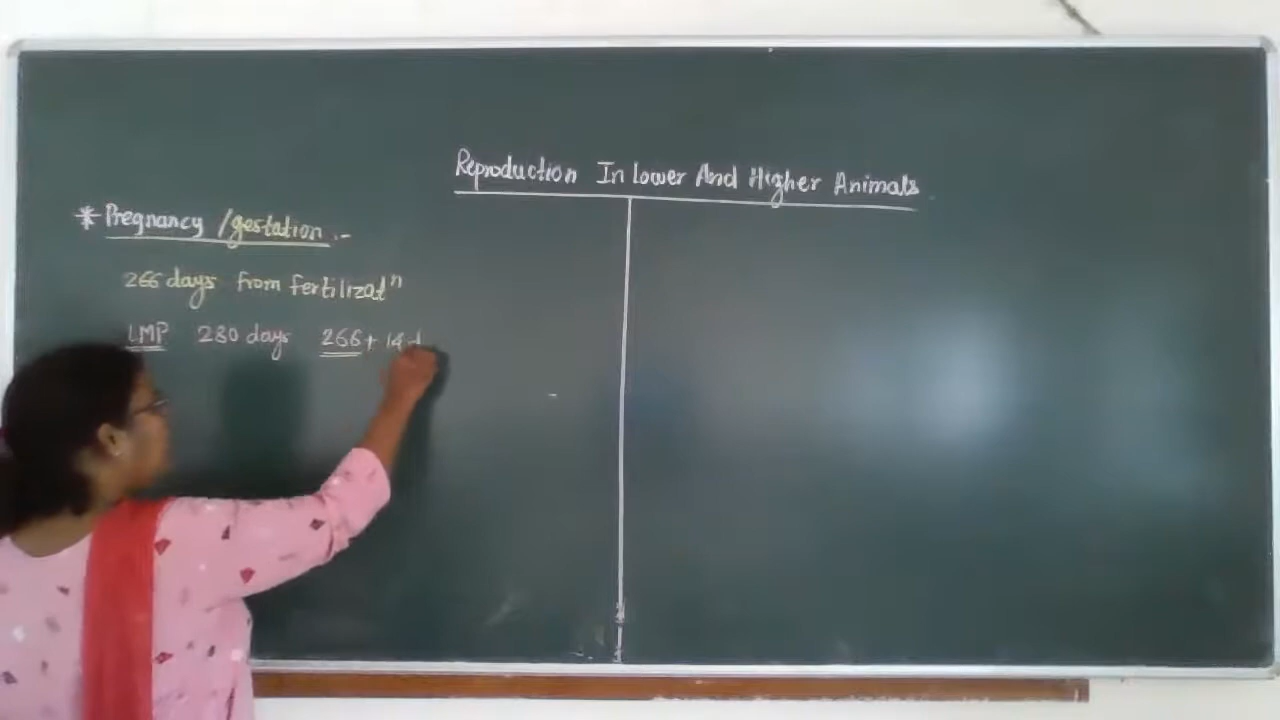 Reproduction In Lower And Higher Animals
* Pregnancy /gestation :-
266 days from fertilizatⁿ
LMP 280 days 266 + 14 d